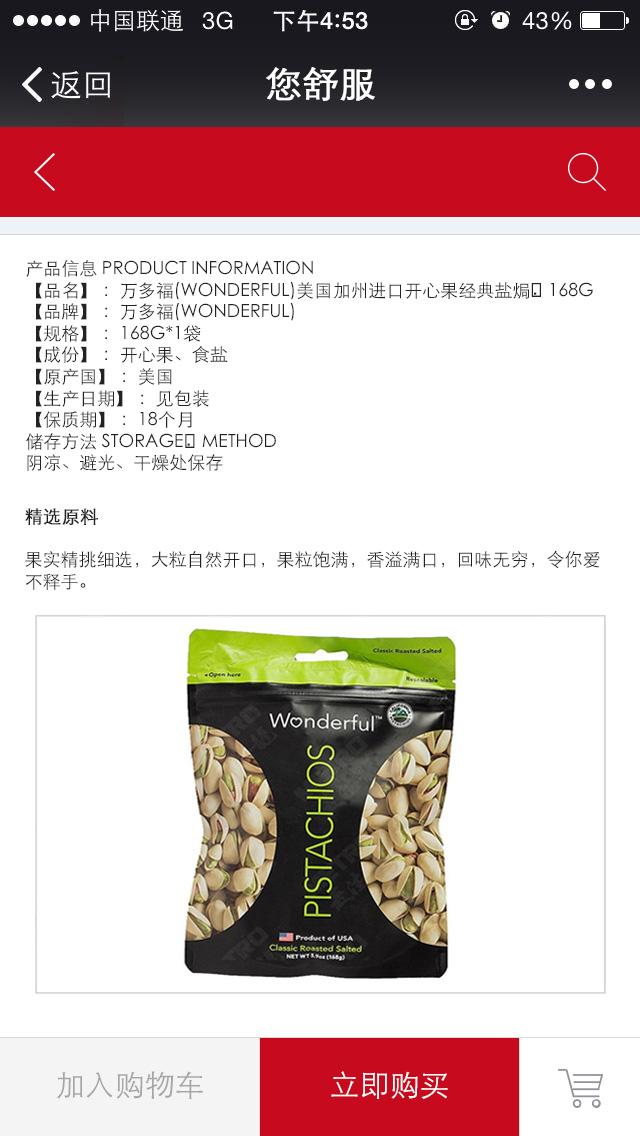 中国联通 3G 下午4:53 43%
返回 您舒服
产品信息 PRODUCT INFORMATION
【品名】：万多福(WONDERFUL)美国加州进口开心果经典盐焗 168G
【品牌】：万多福(WONDERFUL)
【规格】：168G*1袋
【成份】：开心果、食盐
【原产国】：美国
【生产日期】：见包装
【保质期】：18个月
储存方法 STORAGE METHOD
阴凉、避光、干燥处保存
精选原料
果实精挑细选，大粒自然开口，果粒饱满，香溢满口，回味无穷，令你爱
不释手。
Classic Roasted Salted
Open here
Resealable
Wonderful™
PISTACHIOS
Product of USA
Classic Roasted Salted
NET WT 5.9oz (168g)
加入购物车 立即购买